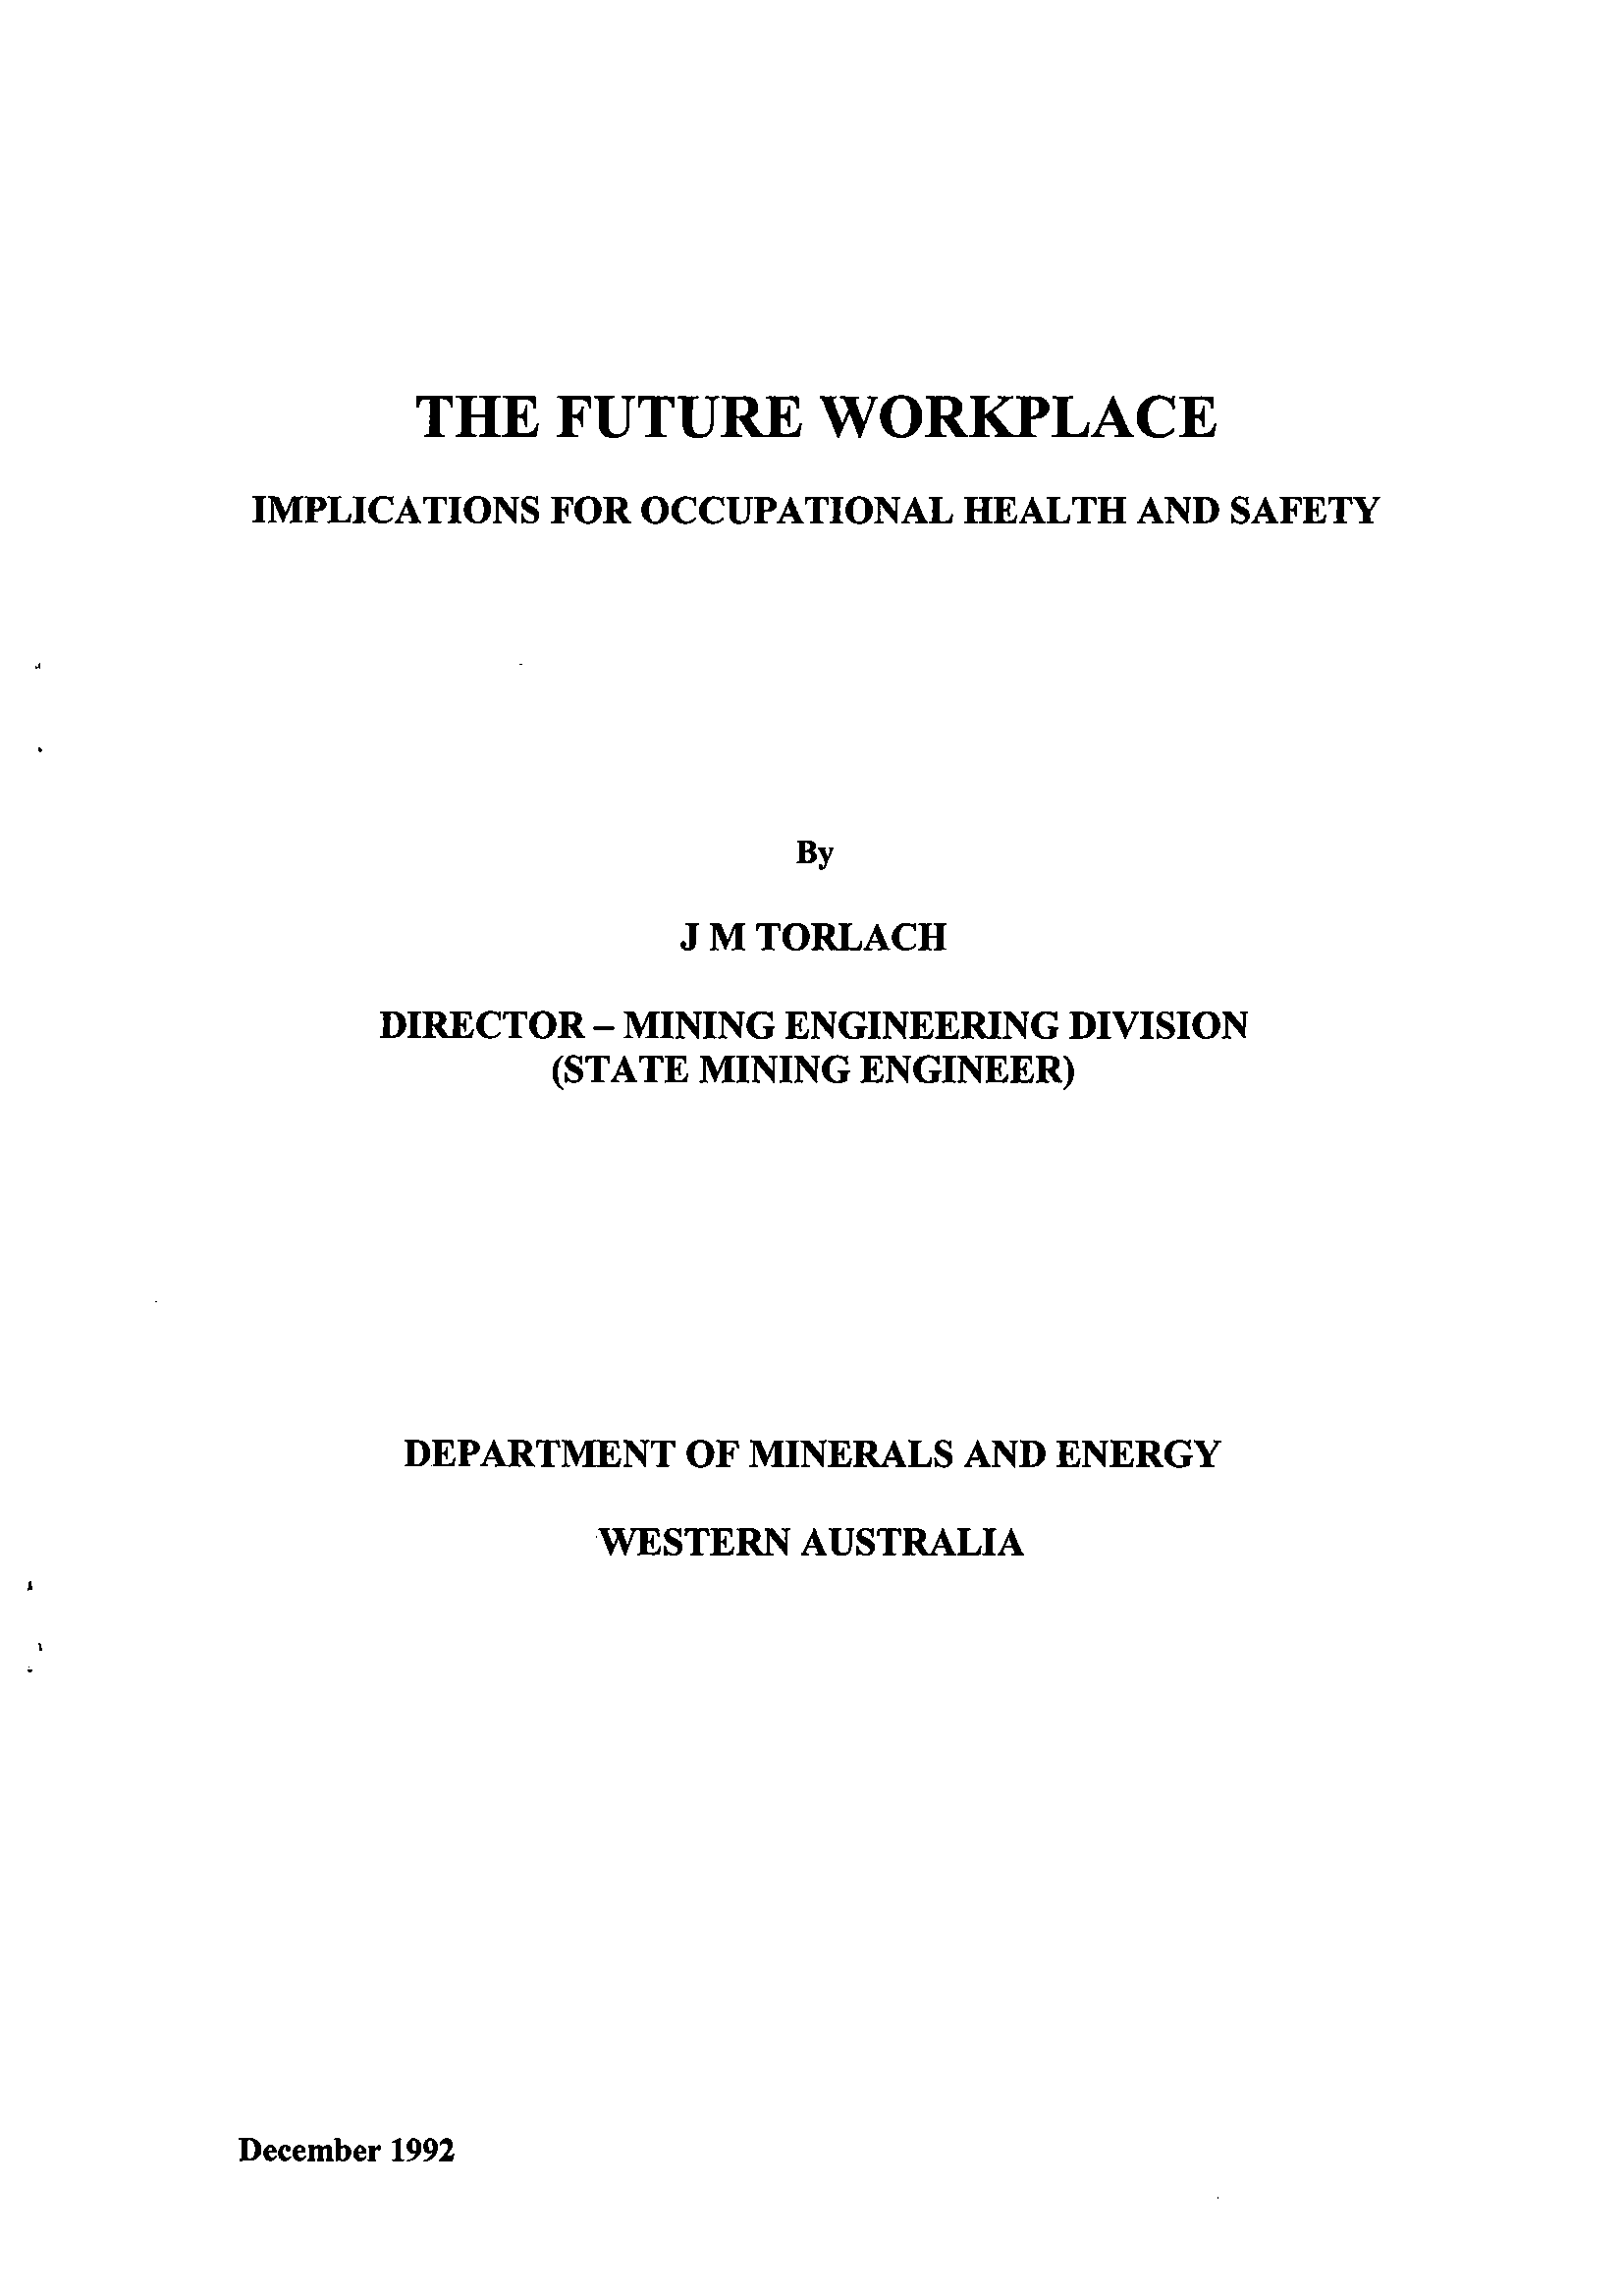 THE FUTURE WORKPLACE
IMPLICATIONS FOR OCCUPATIONAL HEALTH AND SAFETY
By
J M TORLACH
DIRECTOR – MINING ENGINEERING DIVISION
(STATE MINING ENGINEER)
DEPARTMENT OF MINERALS AND ENERGY
WESTERN AUSTRALIA
December 1992